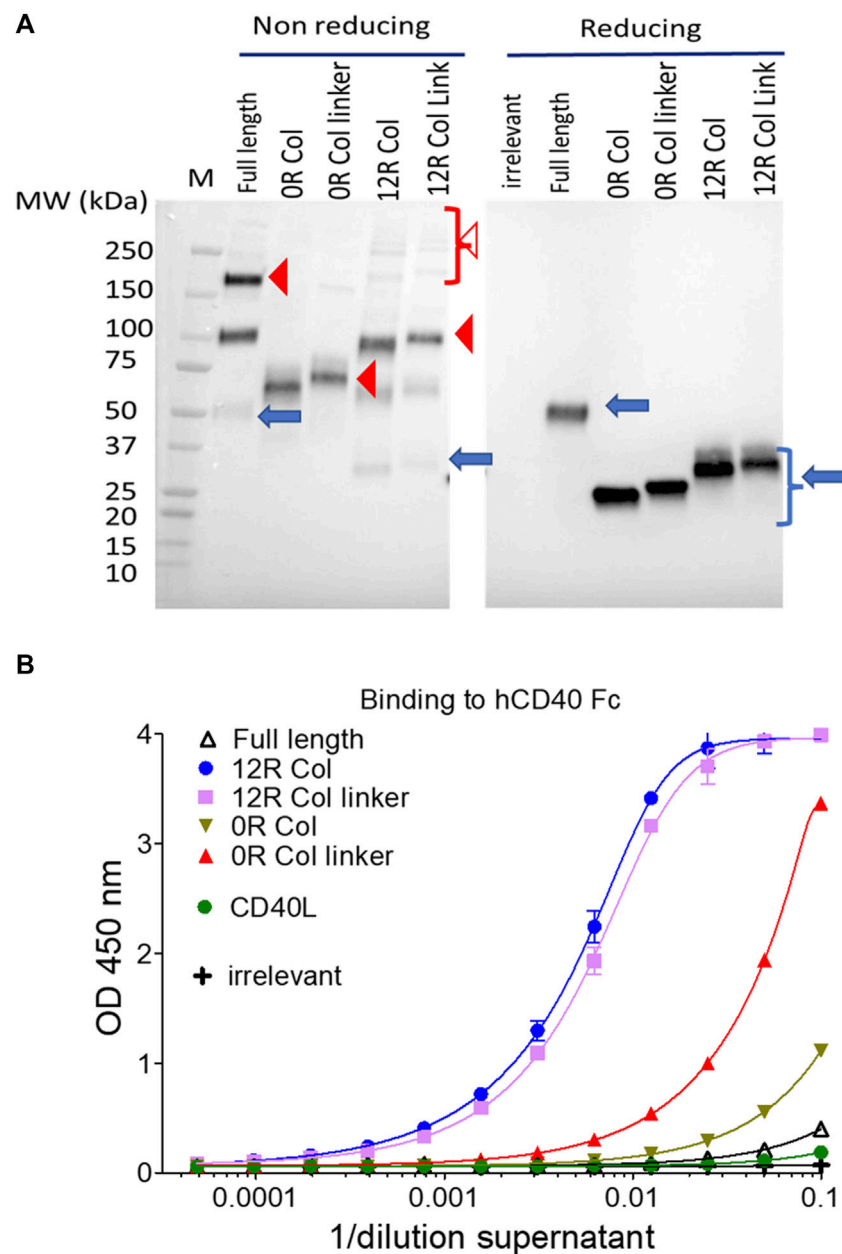 A
Non reducing
Reducing
M
Full length
0R Col
0R Col linker
12R Col
12R Col Link
irrelevant
Full length
0R Col
0R Col linker
12R Col
12R Col Link
MW (kDa)
250
150
100
75
50
37
25
20
15
10
B
Binding to hCD40 Fc
Full length
12R Col
12R Col linker
0R Col
0R Col linker
CD40L
irrelevant
OD 450 nm
4
3
2
1
0
0.0001
0.001
0.01
0.1
1/dilution supernatant